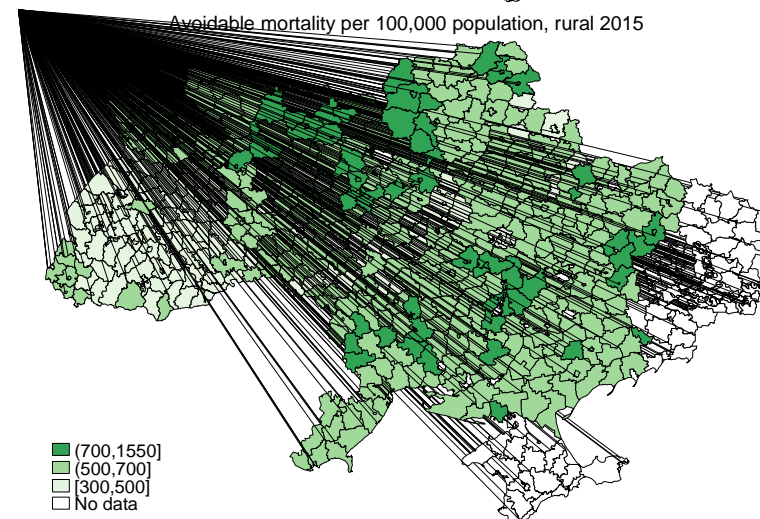 Avoidable mortality per 100,000 population, rural 2015
(700,1550]
(500,700]
[300,500]
No data